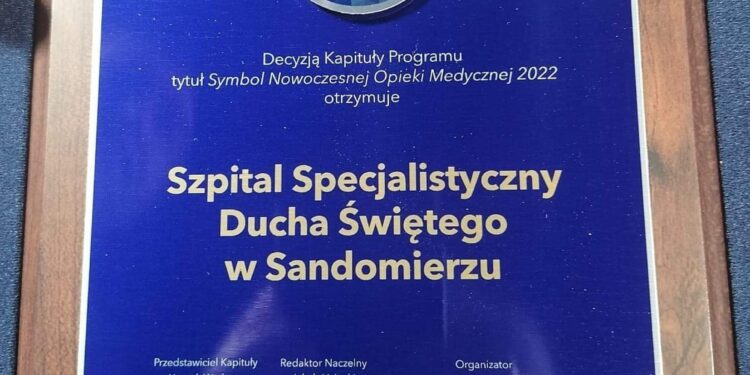 Decyzją Kapituły Programu
tytuł Symbol Nowoczesnej Opieki Medycznej 2022
otrzymuje
Szpital Specjalistyczny
Ducha Świętego
w Sandomierzu
Przedstawiciel Kapituły Redaktor Naczelny Organizator